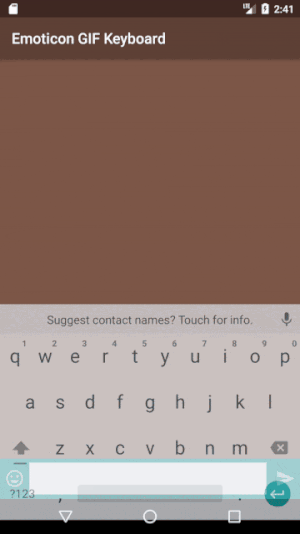 LTE 2:41
Emoticon GIF Keyboard
Suggest contact names? Touch for info.
1 2 3 4 5 6 7 8 9 0
q w e r t y u i o p
a s d f g h j k l
z x c v b n m
?123 , .